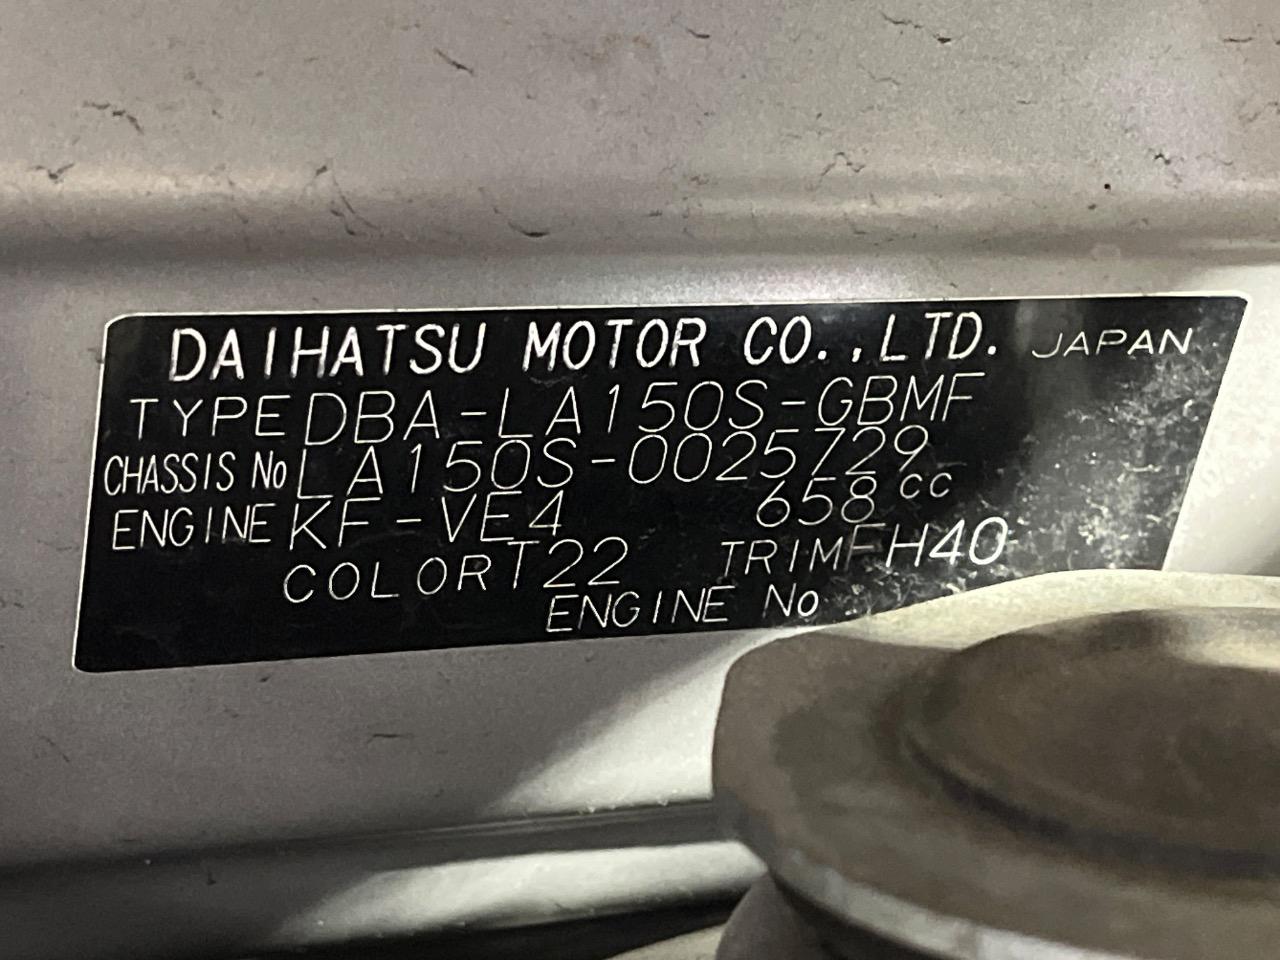 DAIHATSU MOTOR CO.,LTD. JAPAN
TYPE DBA-LA150S-GBMF
CHASSIS No LA150S-0025729
ENGINE KF-VE4 658 cc
COLOR T22 TRIM FH40
ENGINE No